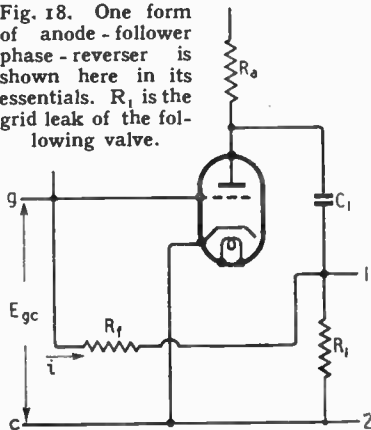 Fig. 18. One form
of anode - follower
phase - reverser is
shown here in its
essentials. R1 is the
grid leak of the fol-
lowing valve.
Ra
g
C1
1
Egc
Rf
i
R1
c
2